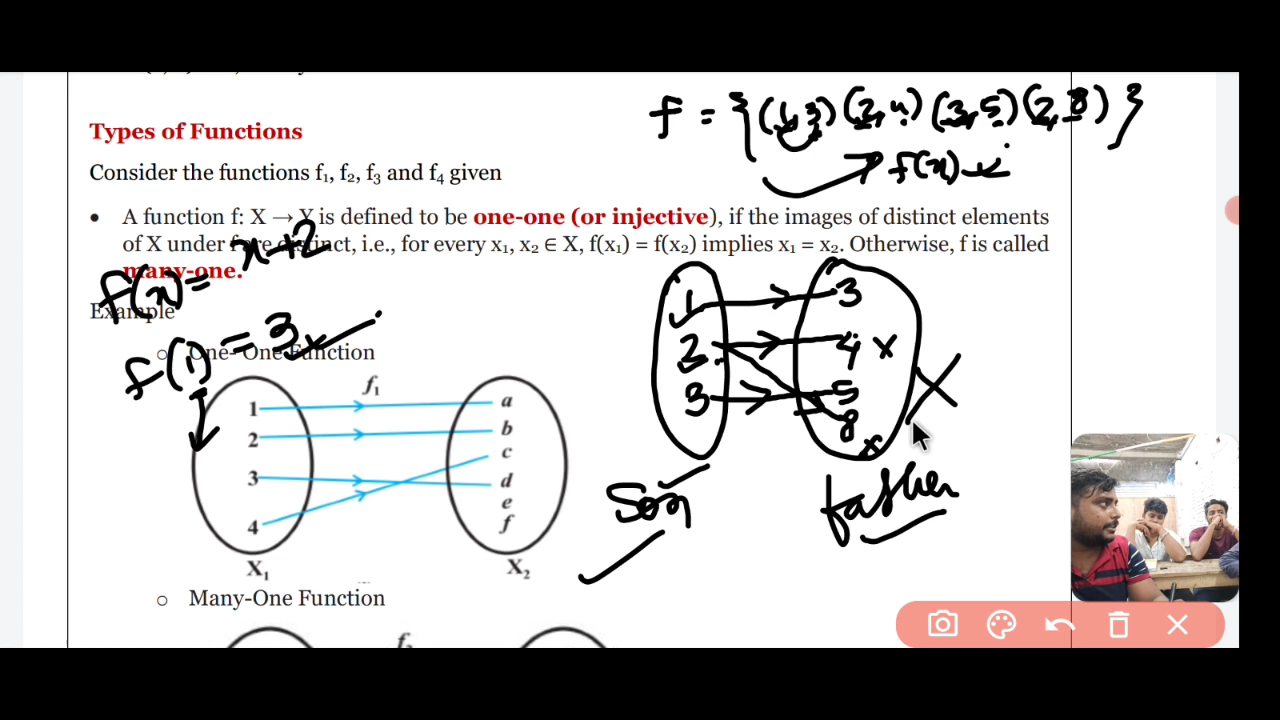 Types of Functions
f = {(1, 3) (2, 4) (3, 5) (2, 8)}
Consider the functions f₁, f₂, f₃ and f₄ given
f(x)
• A function f: X → Y is defined to be one-one (or injective), if the images of distinct elements
of X under f are distinct, i.e., for every x₁, x₂ ∈ X, f(x₁) = f(x₂) implies x₁ = x₂. Otherwise, f is called
many-one.
f(x) = x+2
Example
f(1) = 3
o One-One Function
1 3
2 4 x
3 5
8 x
Son father
f₁
1 a
2 b
c
3 d
e
4 f
X₁ X₂
o Many-One Function